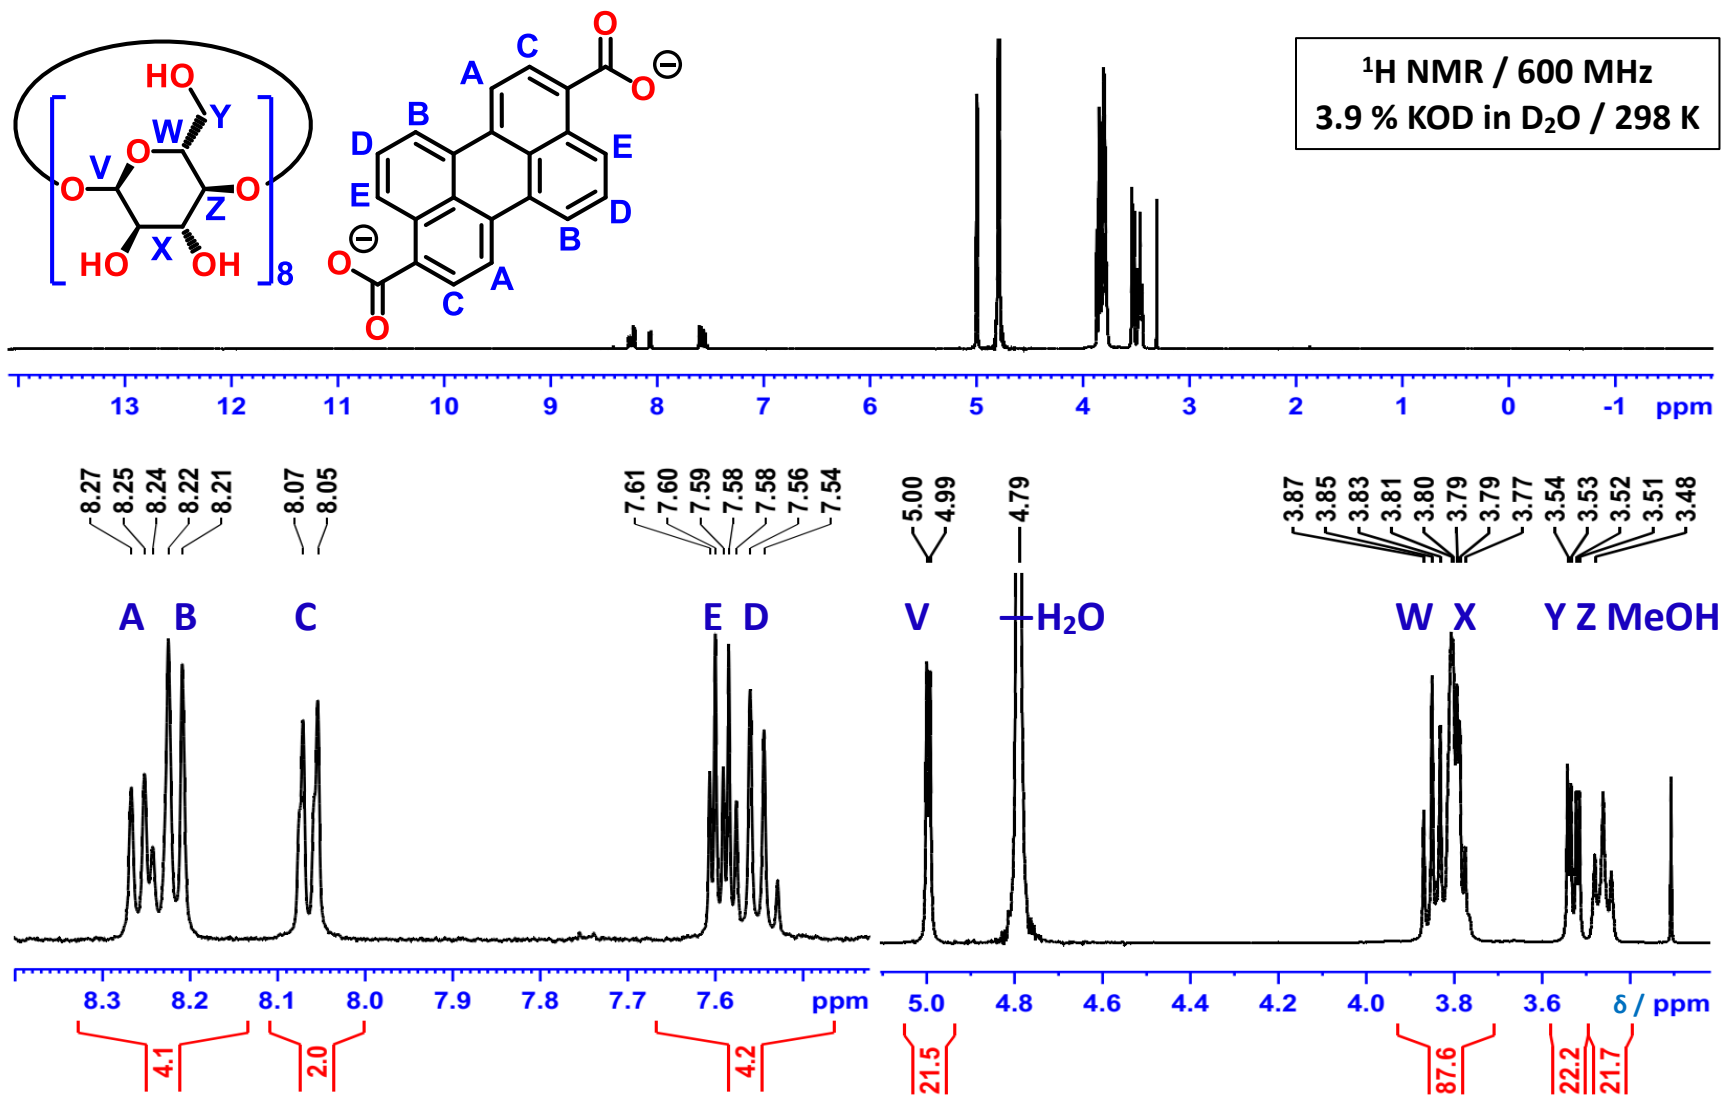 HO
Y
W
O
V
O
O
Z
X
HO
OH
8
O
C
A
O
B
D
E
E
D
B
O
A
C
O
¹H NMR / 600 MHz
3.9 % KOD in D₂O / 298 K
13 12 11 10 9 8 7 6 5 4 3 2 1 0 -1 ppm
8.27 8.25 8.24 8.22 8.21 8.07 8.05 7.61 7.60 7.59 7.58 7.58 7.56 7.54 5.00 4.99 4.79 3.87 3.85 3.83 3.81 3.80 3.79 3.79 3.77 3.54 3.53 3.52 3.51 3.48
A B C E D V H₂O W X Y Z MeOH
8.3 8.2 8.1 8.0 7.9 7.8 7.7 7.6 ppm
5.0 4.8 4.6 4.4 4.2 4.0 3.8 3.6 δ / ppm
4.1 2.0 4.2 21.5 87.6 22.2 21.7